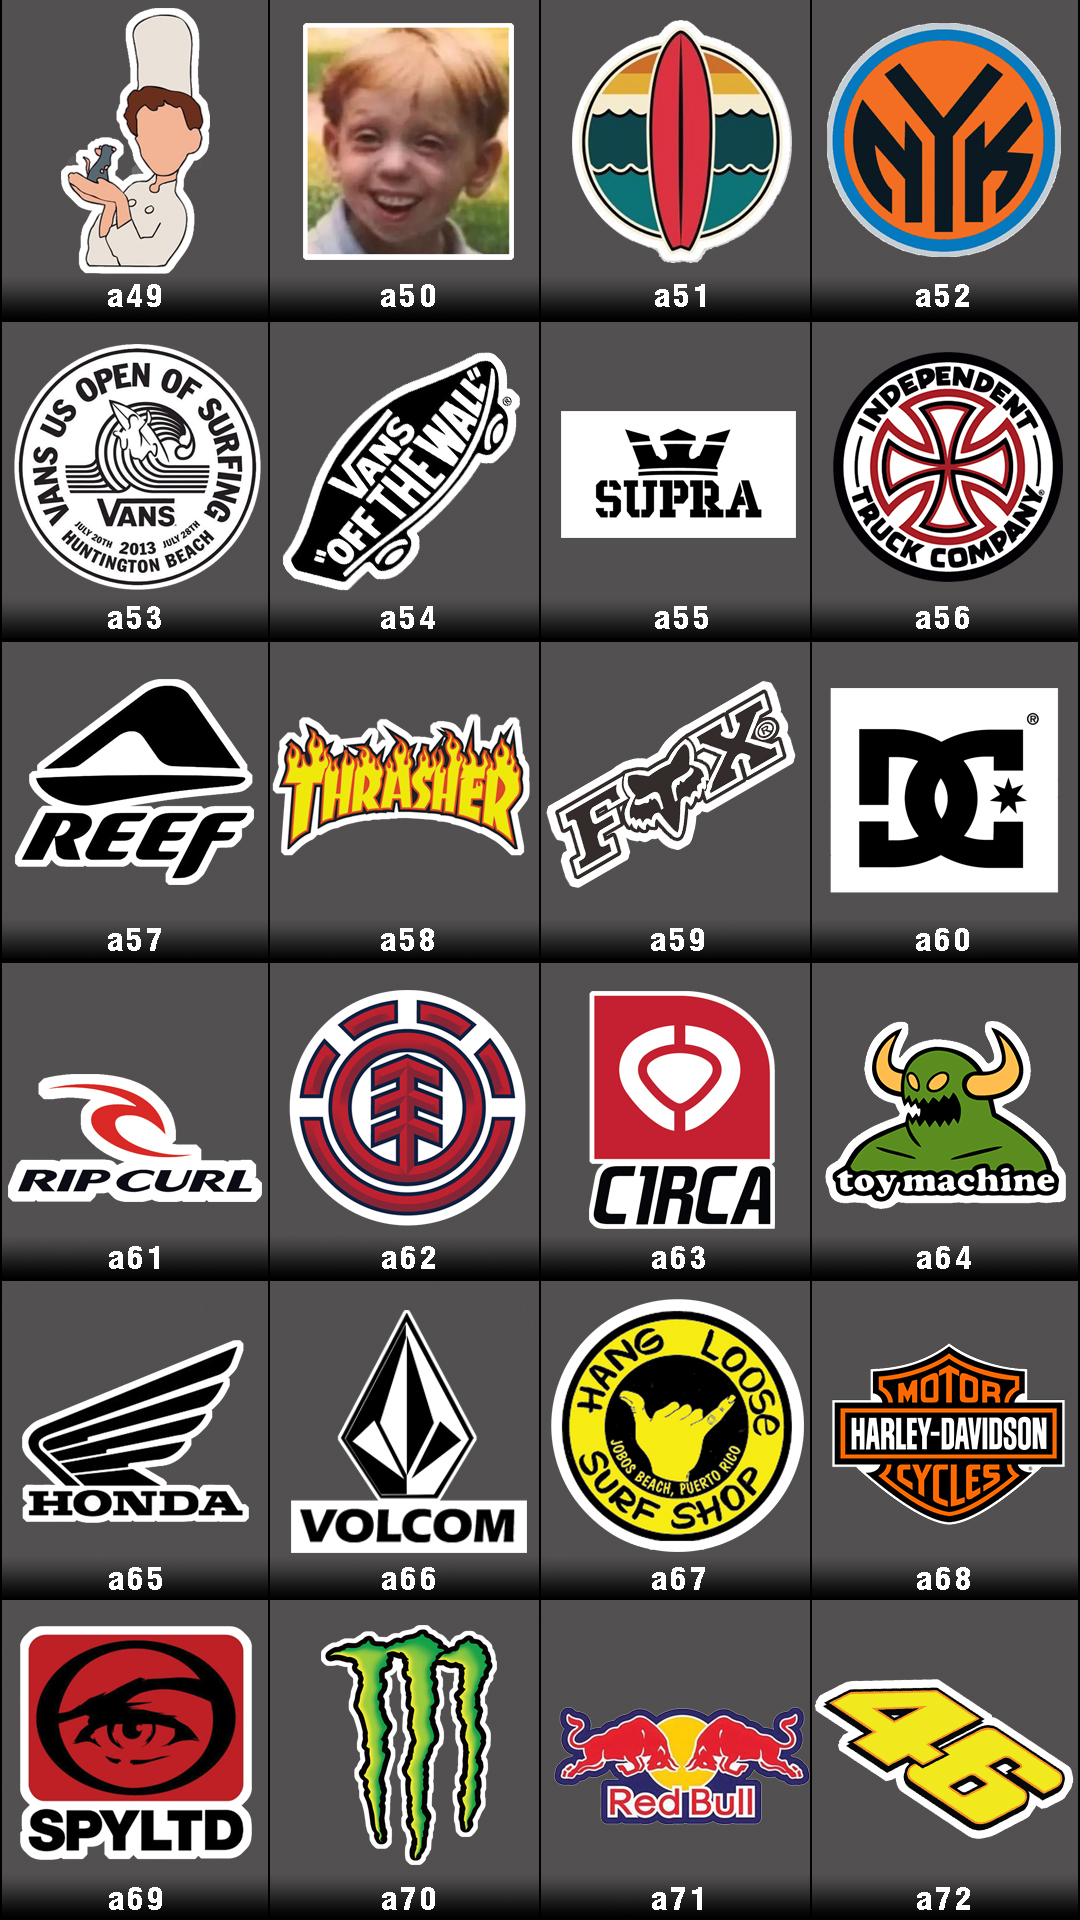 a49
a50
a51
NYK
a52
VANS US OPEN OF SURFING
VANS
JULY 20TH 2013 JULY 28TH
HUNTINGTON BEACH
a53
VANS
"OFF THE WALL"
®
a54
SUPRA
a55
INDEPENDENT
TRUCK COMPANY
®
a56
REEF
a57
THRASHER
a58
FOX
®
a59
DC
®
a60
RIP CURL
a61
a62
C1RCA
a63
toy machine
a64
HONDA
a65
VOLCOM
a66
HANG LOOSE
JOBOS BEACH, PUERTO RICO
SURF SHOP
a67
MOTOR
HARLEY-DAVIDSON
CYCLES
a68
SPYLTD
a69
a70
Red Bull
a71
46
a72